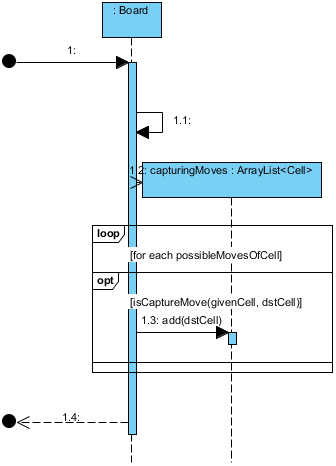 : Board
1:
1.1:
1.2:
capturingMoves : ArrayList<Cell>
loop
[for each possibleMovesOfCell]
opt
[isCaptureMove(givenCell, dstCell)]
1.3: add(dstCell)
1.4: